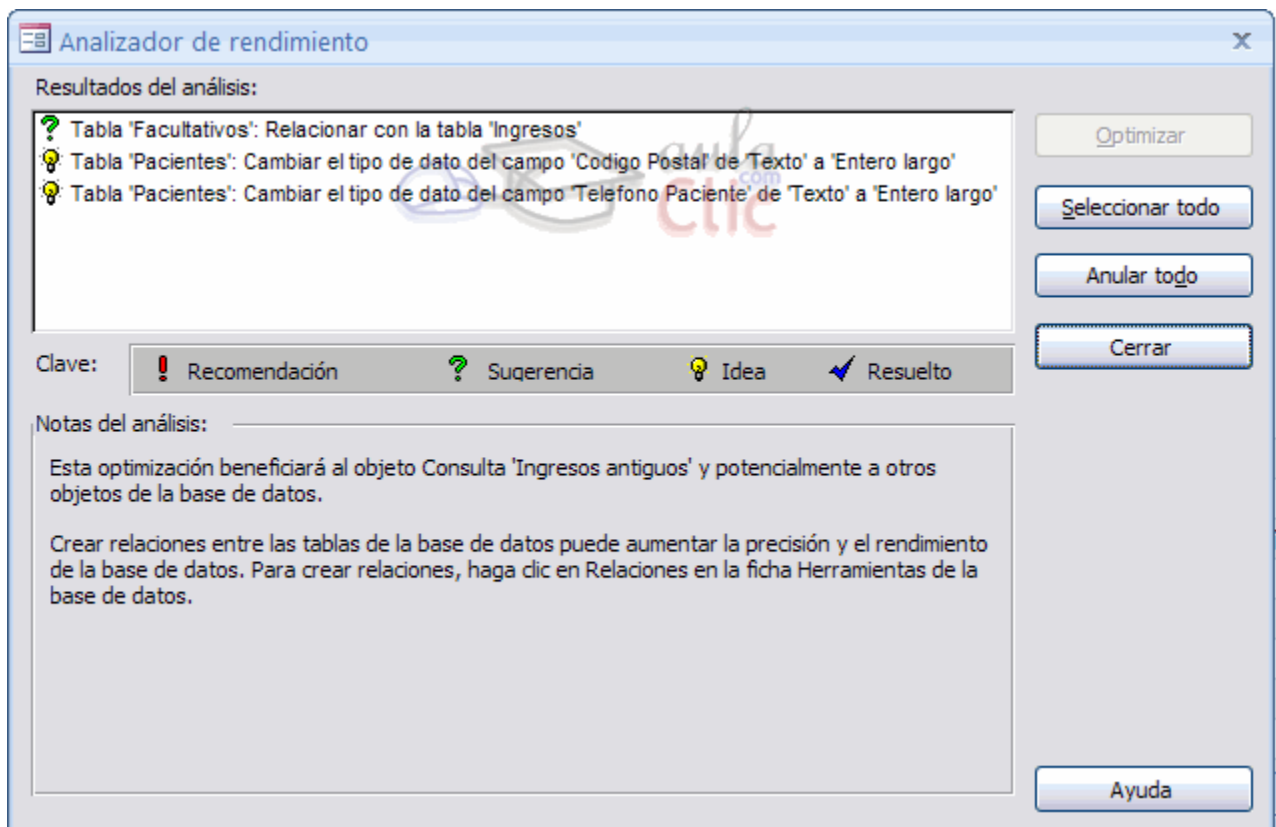 Analizador de rendimiento
Resultados del análisis:
Tabla 'Facultativos': Relacionar con la tabla 'Ingresos'
Tabla 'Pacientes': Cambiar el tipo de dato del campo 'Codigo Postal' de 'Texto' a 'Entero largo'
Tabla 'Pacientes': Cambiar el tipo de dato del campo 'Telefono Paciente' de 'Texto' a 'Entero largo'
aula
.com
Clic
Optimizar
Seleccionar todo
Anular todo
Cerrar
Clave:
Recomendación
Sugerencia
Idea
Resuelto
Notas del análisis:
Esta optimización beneficiará al objeto Consulta 'Ingresos antiguos' y potencialmente a otros
objetos de la base de datos.
Crear relaciones entre las tablas de la base de datos puede aumentar la precisión y el rendimiento
de la base de datos. Para crear relaciones, haga clic en Relaciones en la ficha Herramientas de la
base de datos.
Ayuda